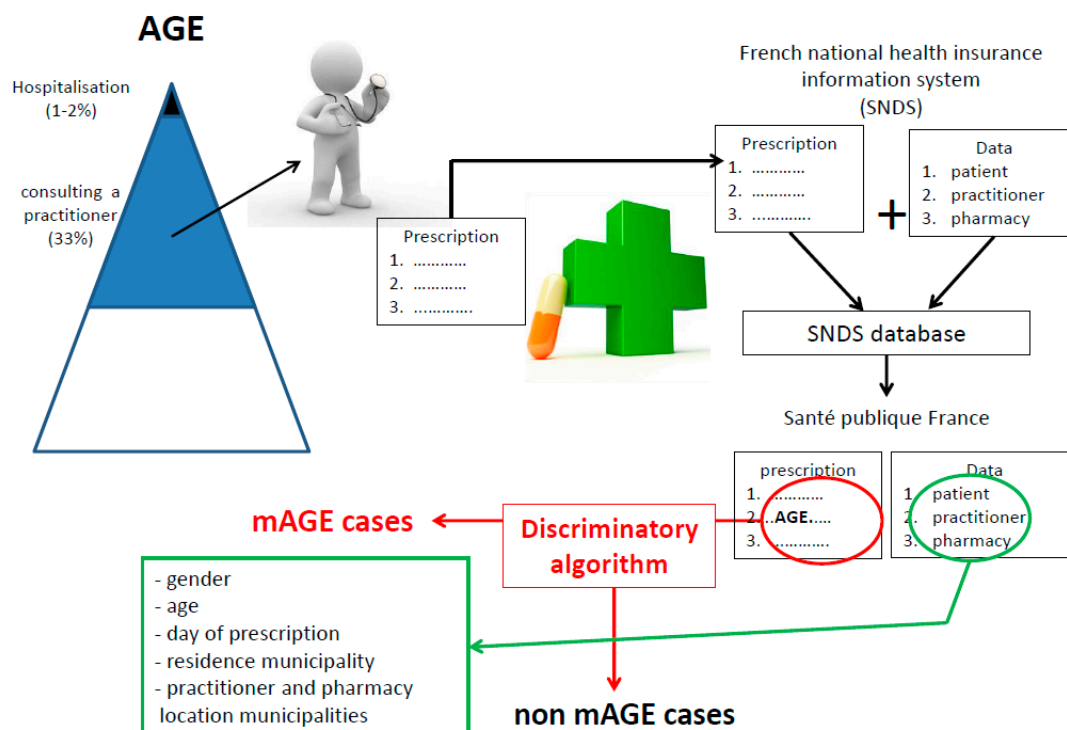 AGE
Hospitalisation
(1-2%)
consulting a
practitioner
(33%)
Prescription
1. …………
2. …………
3. ………….
French national health insurance
information system
(SNDS)
Prescription
1. …………
2. …………
3. ………….
+
Data
1. patient
2. practitioner
3. pharmacy
SNDS database
Santé publique France
prescription
1. …………
2. ...AGE.....
3. ………….
Data
1. patient
2. practitioner
3. pharmacy
mAGE cases
Discriminatory
algorithm
- gender
- age
- day of prescription
- residence municipality
- practitioner and pharmacy
location municipalities
non mAGE cases